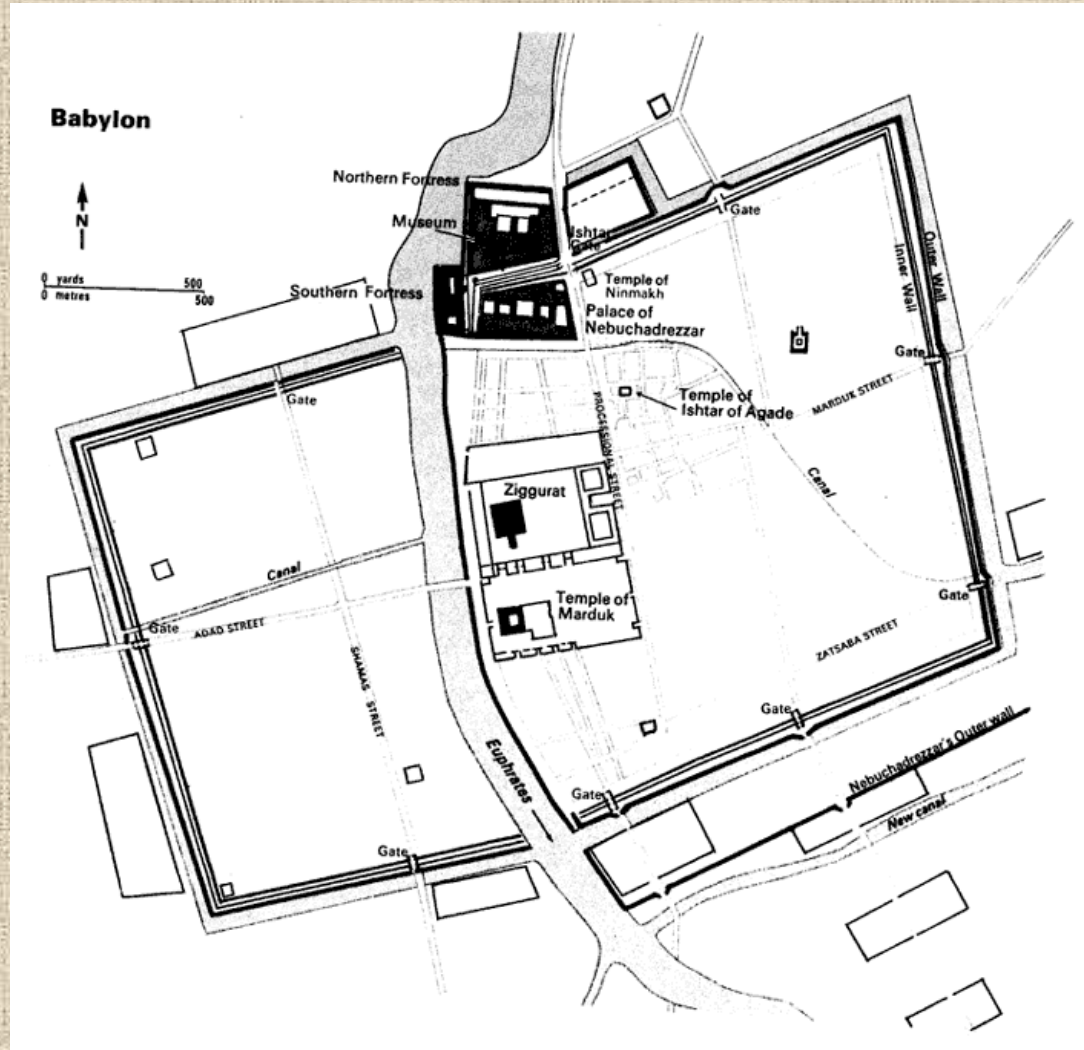 Babylon
N
0 yards 500
0 metres 500
Northern Fortress
Museum
Ishtar
Gate
Gate
Southern Fortress
Temple of
Ninmakh
Palace of
Nebuchadrezzar
Inner Wall
Outer Wall
Gate
Gate
MARDUK STREET
Temple of
Ishtar of Agade
PROCESSIONAL STREET
Canal
Ziggurat
Canal
Gate
ADAD STREET
SHAMAS STREET
Temple of
Marduk
Gate
ZATSABA STREET
Gate
Euphrates
Nebuchadrezzar's Outer wall
New canal
Gate
Gate